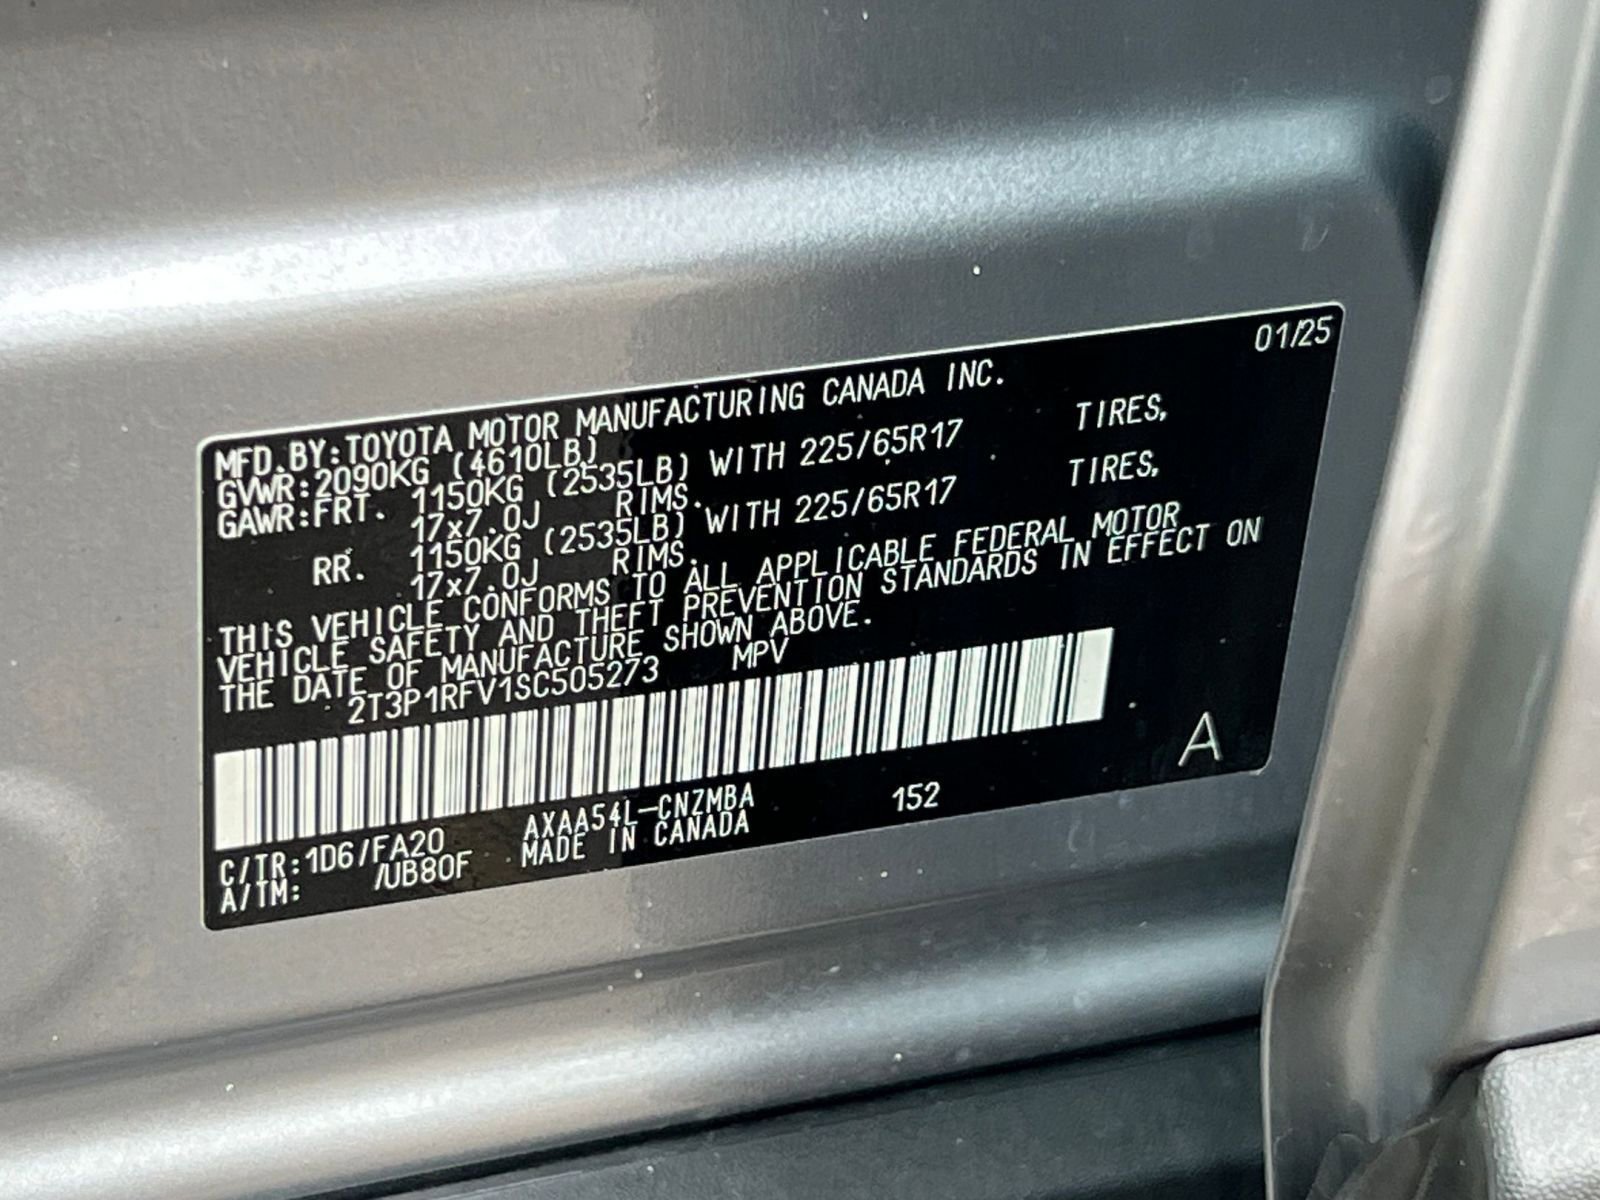 01/25
MFD.BY:TOYOTA MOTOR MANUFACTURING CANADA INC.
GVWR:2090KG (4610LB)
GAWR:FRT. 1150KG (2535LB) WITH 225/65R17 TIRES,
17x7.0J RIMS.
RR. 1150KG (2535LB) WITH 225/65R17 TIRES,
17x7.0J RIMS.
THIS VEHICLE CONFORMS TO ALL APPLICABLE FEDERAL MOTOR
VEHICLE SAFETY AND THEFT PREVENTION STANDARDS IN EFFECT ON
THE DATE OF MANUFACTURE SHOWN ABOVE.
2T3P1RFV1SC505273 MPV
A
C/TR:1D6/FA20 AXAA54L-CNZMBA 152
A/TM: /UB80F MADE IN CANADA